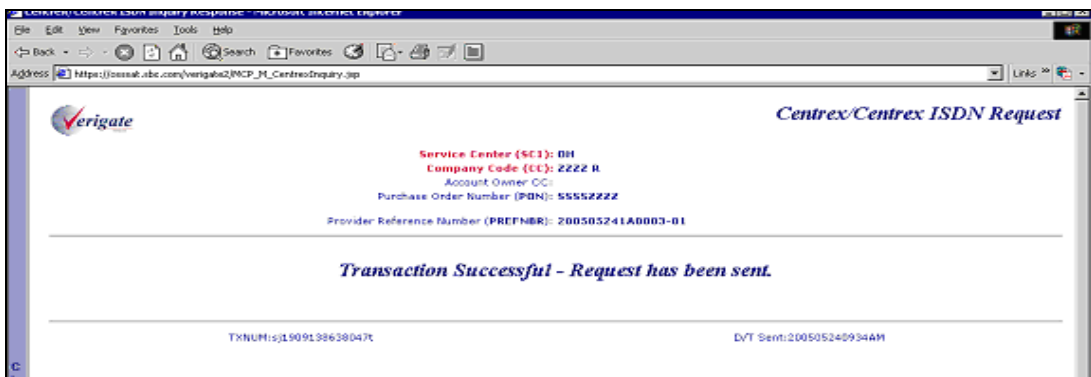 Centrex/Centrex ISDN Inquiry Response - Microsoft Internet Explorer
File Edit View Favorites Tools Help
Back Search Favorites
Address https://oessat.sbc.com/verigate2/MCP_M_CentrexInquiry.jsp Links »
Verigate
Centrex/Centrex ISDN Request
Service Center (SC1): OH
Company Code (CC): ZZZZ R
Account Owner CC:
Purchase Order Number (PON): SSSSZZZZ
Provider Reference Number (PREFNBR): 200505241A0003-01
Transaction Successful - Request has been sent.
TXNUM:sj1909138638047t D/T Sent:200505240934AM
C